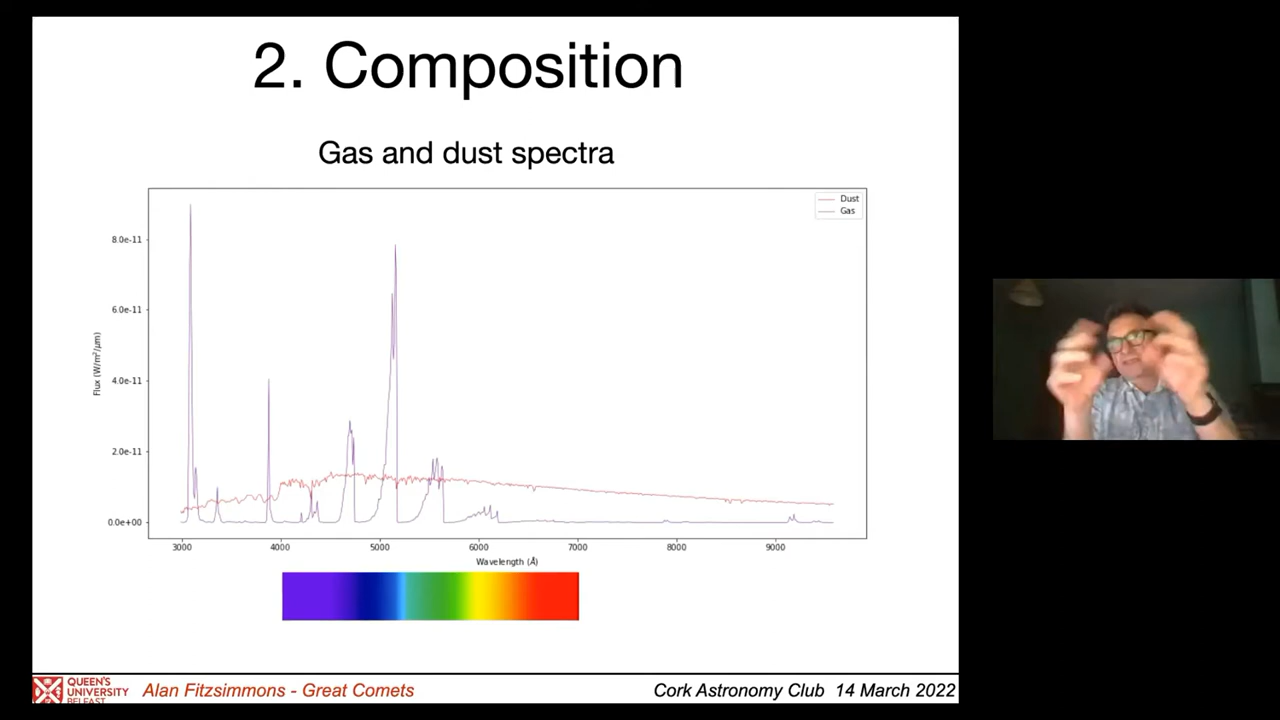 2. Composition
Gas and dust spectra
Dust
Gas
8.0e-11
6.0e-11
4.0e-11
2.0e-11
0.0e+00
Flux (W/m²/μm)
3000 4000 5000 6000 7000 8000 9000
Wavelength (Å)
QUEEN'S
UNIVERSITY
BELFAST
Alan Fitzsimmons - Great Comets
Cork Astronomy Club 14 March 2022